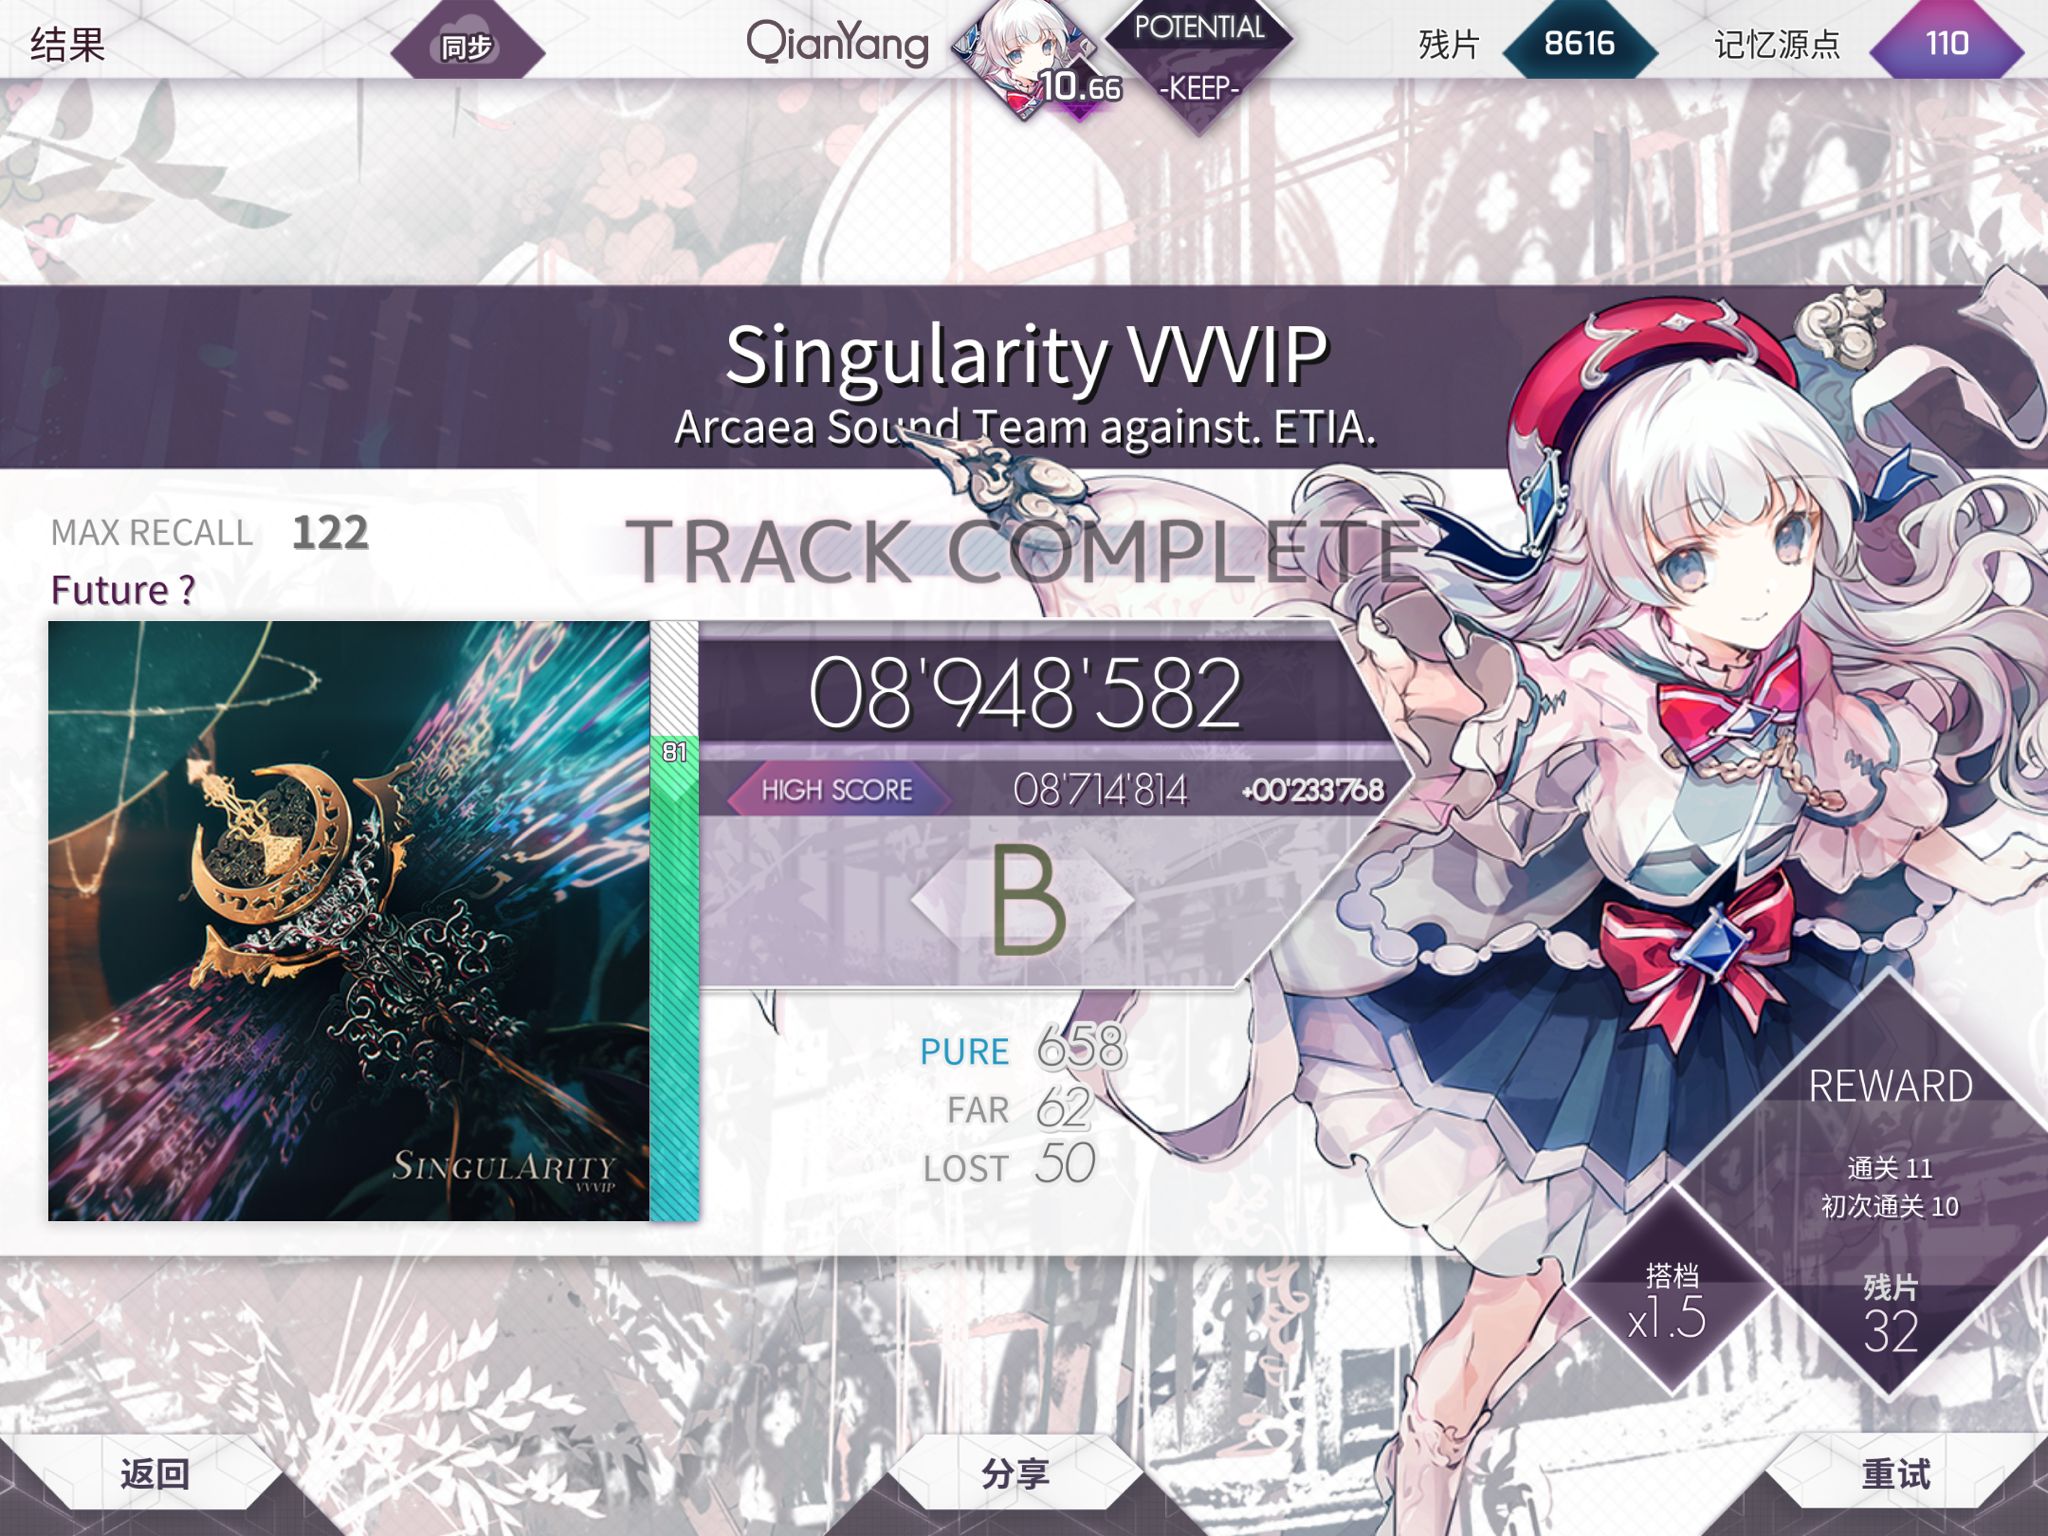 结果
同步
QianYang
10.66
POTENTIAL
-KEEP-
残片
8616
记忆源点
110
Singularity VVVIP
Arcaea Sound Team against. ETIA.
MAX RECALL 122
TRACK COMPLETE
Future ?
08'948'582
81
HIGH SCORE 08'714'814 +00'233'768
B
SINGULARITY
VVVIP
PURE 658
FAR 62
LOST 50
REWARD
通关 11
初次通关 10
搭档
x1.5
残片
32
返回
分享
重试